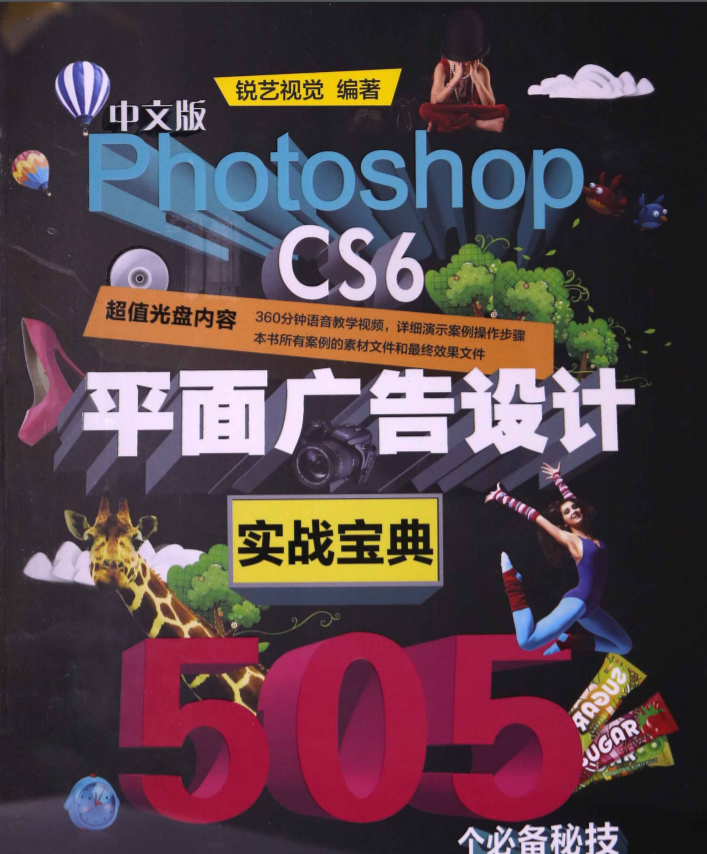 锐艺视觉 编著
中文版
Photoshop
CS6
超值光盘内容
360分钟语音教学视频，详细演示案例操作步骤
本书所有案例的素材文件和最终效果文件
平面广告设计
实战宝典
505
SUGAR
SUGAR
个必备秘技